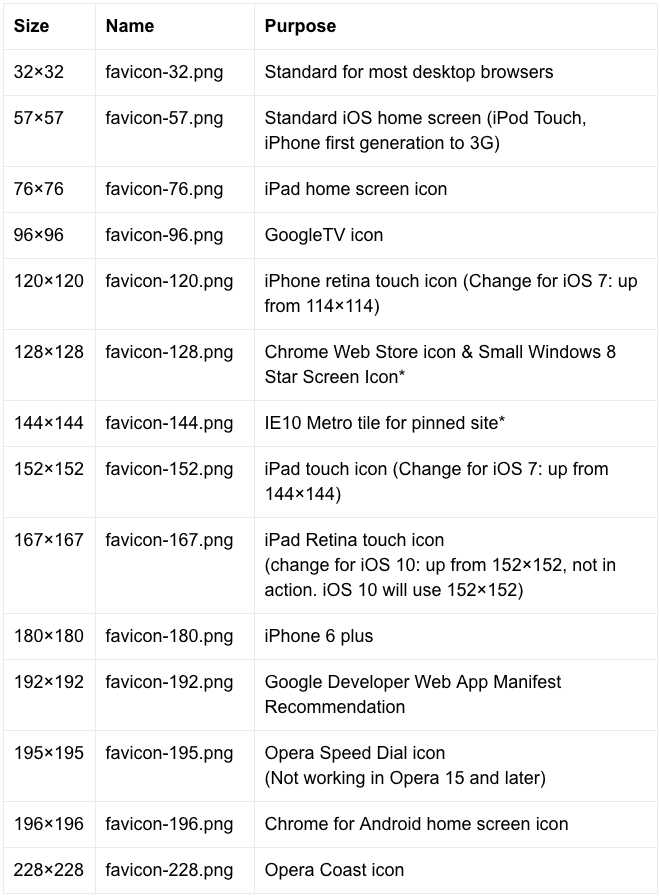 Size Name Purpose
32×32 favicon-32.png Standard for most desktop browsers
57×57 favicon-57.png Standard iOS home screen (iPod Touch,
iPhone first generation to 3G)
76×76 favicon-76.png iPad home screen icon
96×96 favicon-96.png GoogleTV icon
120×120 favicon-120.png iPhone retina touch icon (Change for iOS 7: up
from 114×114)
128×128 favicon-128.png Chrome Web Store icon & Small Windows 8
Star Screen Icon*
144×144 favicon-144.png IE10 Metro tile for pinned site*
152×152 favicon-152.png iPad touch icon (Change for iOS 7: up from
144×144)
167×167 favicon-167.png iPad Retina touch icon
(change for iOS 10: up from 152×152, not in
action. iOS 10 will use 152×152)
180×180 favicon-180.png iPhone 6 plus
192×192 favicon-192.png Google Developer Web App Manifest
Recommendation
195×195 favicon-195.png Opera Speed Dial icon
(Not working in Opera 15 and later)
196×196 favicon-196.png Chrome for Android home screen icon
228×228 favicon-228.png Opera Coast icon